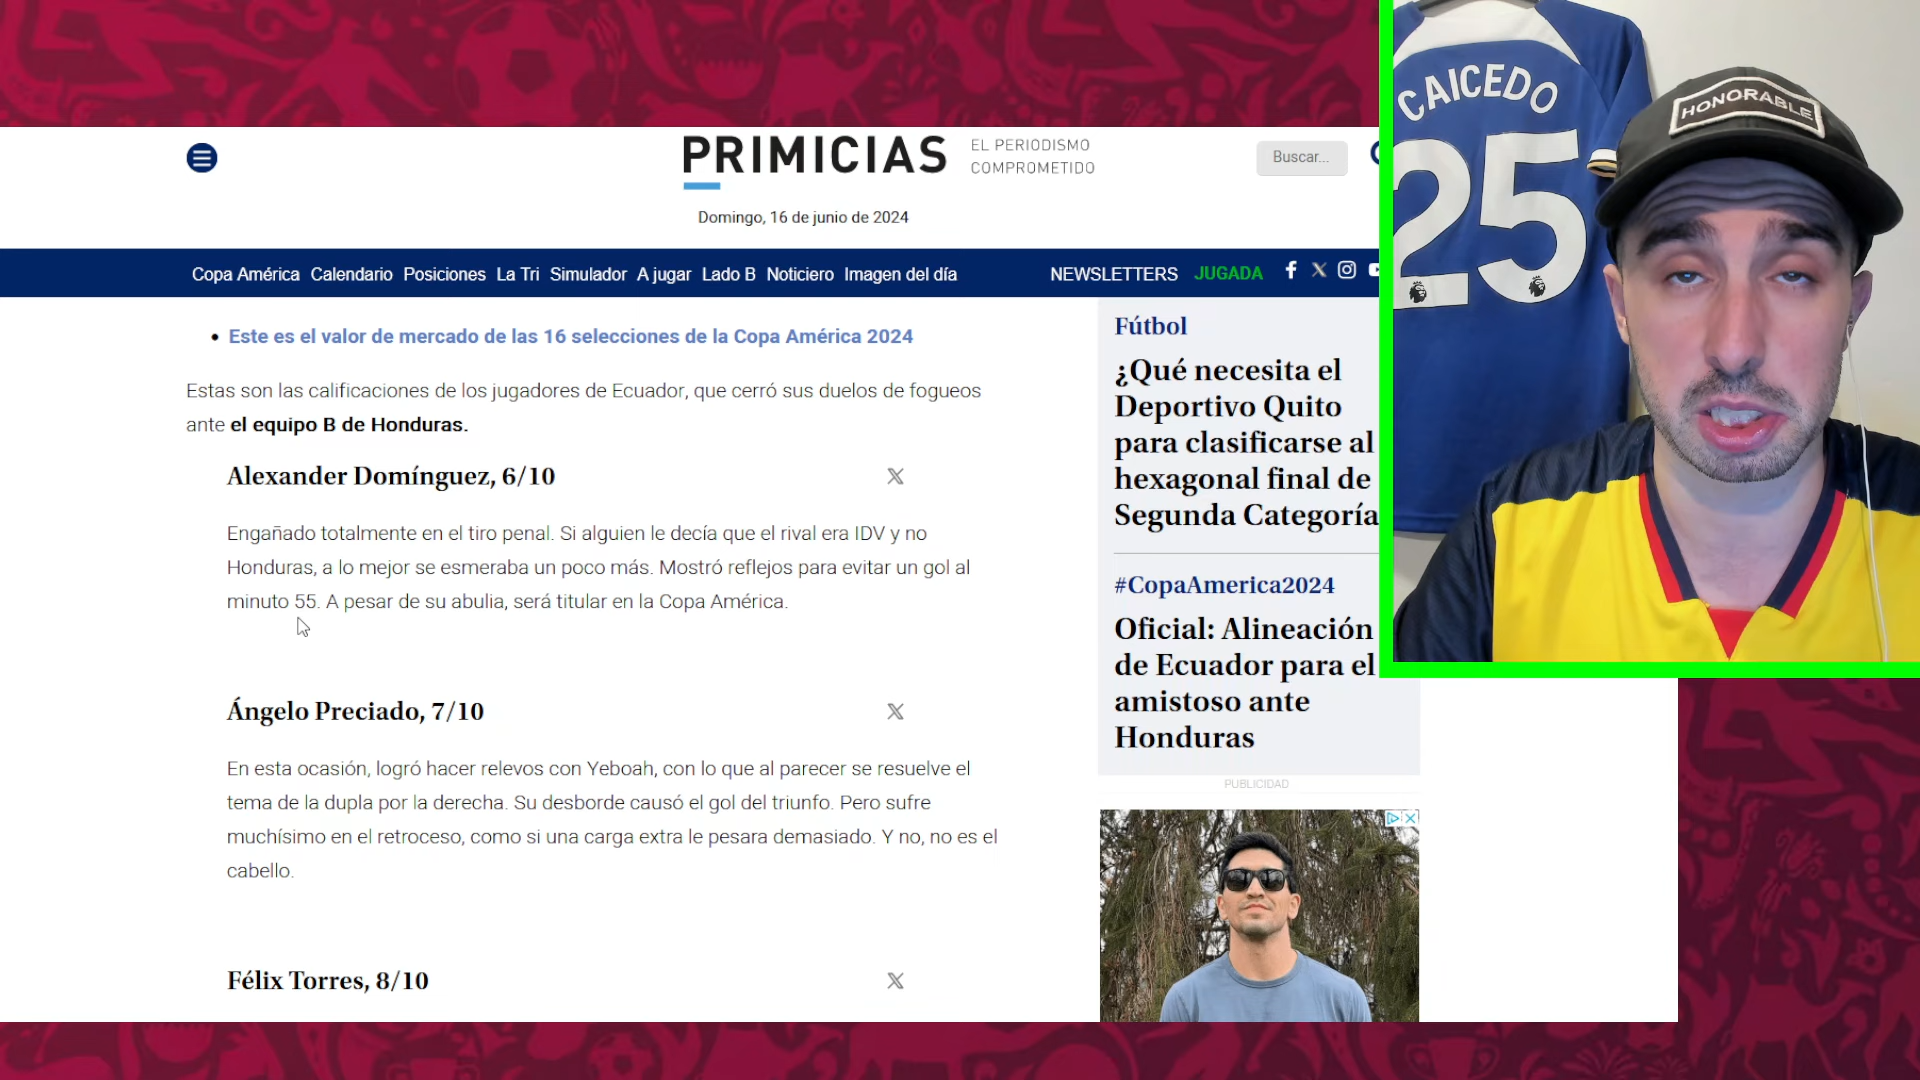 PRIMICIAS
EL PERIODISMO
COMPROMETIDO
Buscar...
Domingo, 16 de junio de 2024
Copa América Calendario Posiciones La Tri Simulador A jugar Lado B Noticiero Imagen del día NEWSLETTERS JUGADA
Este es el valor de mercado de las 16 selecciones de la Copa América 2024
Estas son las calificaciones de los jugadores de Ecuador, que cerró sus duelos de fogueos
ante el equipo B de Honduras.
Alexander Domínguez, 6/10
Engañado totalmente en el tiro penal. Si alguien le decía que el rival era IDV y no
Honduras, a lo mejor se esmeraba un poco más. Mostró reflejos para evitar un gol al
minuto 55. A pesar de su abulia, será titular en la Copa América.
Ángelo Preciado, 7/10
En esta ocasión, logró hacer relevos con Yeboah, con lo que al parecer se resuelve el
tema de la dupla por la derecha. Su desborde causó el gol del triunfo. Pero sufre
muchísimo en el retroceso, como si una carga extra le pesara demasiado. Y no, no es el
cabello.
Félix Torres, 8/10
Fútbol
¿Qué necesita el
Deportivo Quito
para clasificarse al
hexagonal final de
Segunda Categoría
#CopaAmerica2024
Oficial: Alineación
de Ecuador para el
amistoso ante
Honduras
PUBLICIDAD
CAICEDO
25
HONORABLE